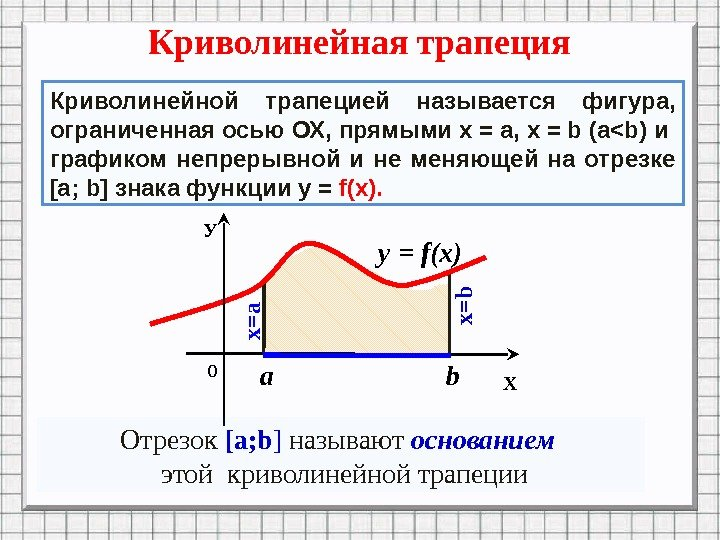 Криволинейная трапеция
Криволинейной трапецией называется фигура,
ограниченная осью ОХ, прямыми x = a, x = b (a<b) и
графиком непрерывной и не меняющей на отрезке
[a; b] знака функции y = f(x).
У
y = f(x)
x=a
x=b
0
a
b
X
Отрезок [a; b] называют основанием
этой криволинейной трапеции